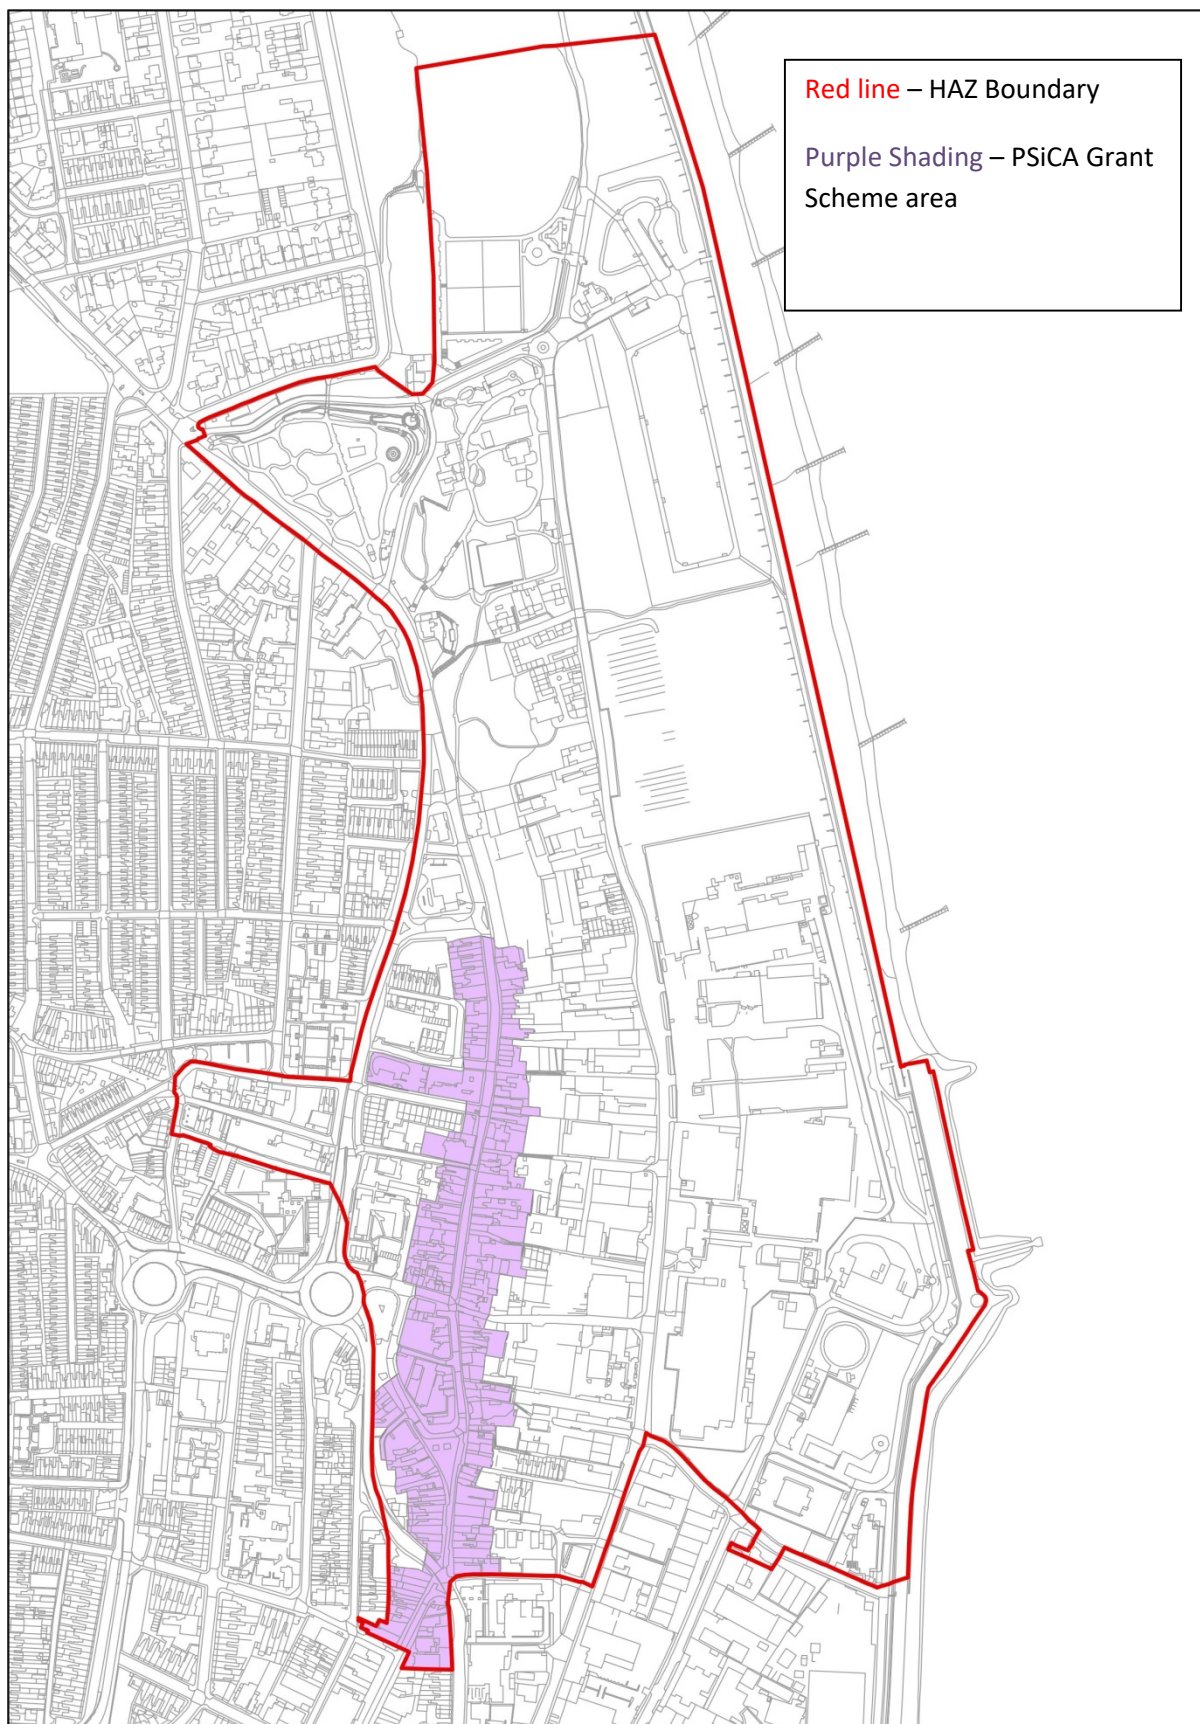 Red line – HAZ Boundary
Purple Shading – PSiCA Grant
Scheme area